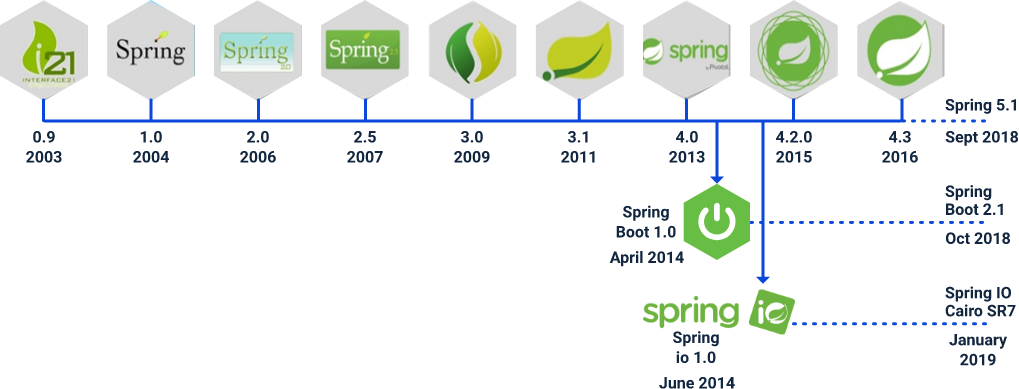 i21
INTERFACE21
Spring
Spring
2.0
Spring
2.5
spring
by Pivotal.
0.9
2003
1.0
2004
2.0
2006
2.5
2007
3.0
2009
3.1
2011
4.0
2013
4.2.0
2015
4.3
2016
Spring 5.1
Sept 2018
Spring
Boot 1.0
April 2014
Spring
Boot 2.1
Oct 2018
spring io
Spring
io 1.0
June 2014
Spring IO
Cairo SR7
January
2019